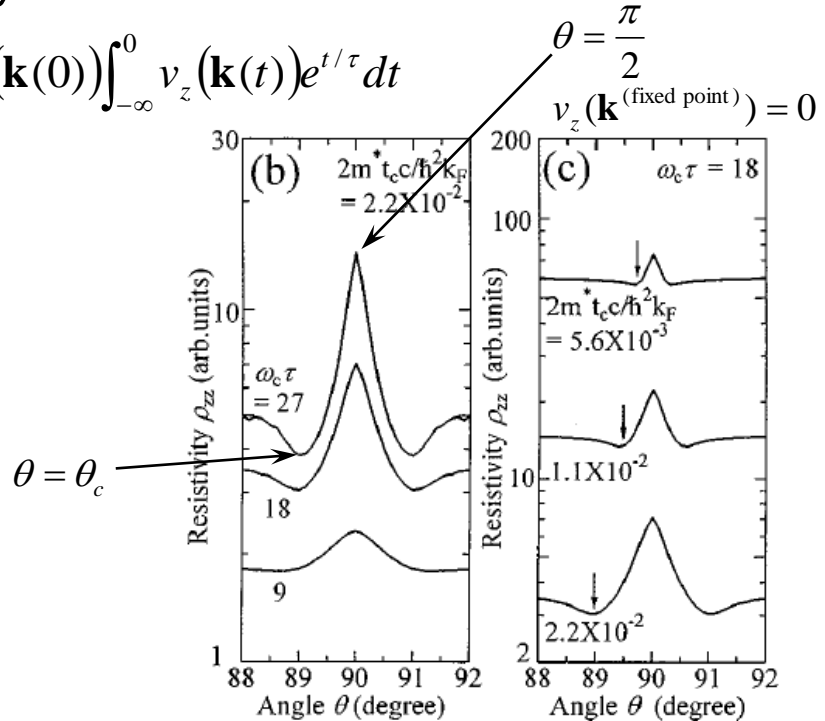 θ = π/2
(k(0))∫_{-∞}^{0} v_z(k(t))e^{t/τ}dt
v_z(k^{(fixed point)}) = 0
30
(b)
2m*t_c c/ħ²k_F
= 2.2X10⁻²
10
ω_cτ
= 27
18
9
1
88 89 90 91 92
Angle θ (degree)
Resistivity ρ_zz (arb.units)
θ = θ_c
200
(c)
ω_cτ = 18
100
2m*t_c c/ħ²k_F
= 5.6X10⁻³
1.1X10⁻²
10
2.2X10⁻²
2
88 89 90 91 92
Angle θ (degree)
Resistivity ρ_zz (arb.units)